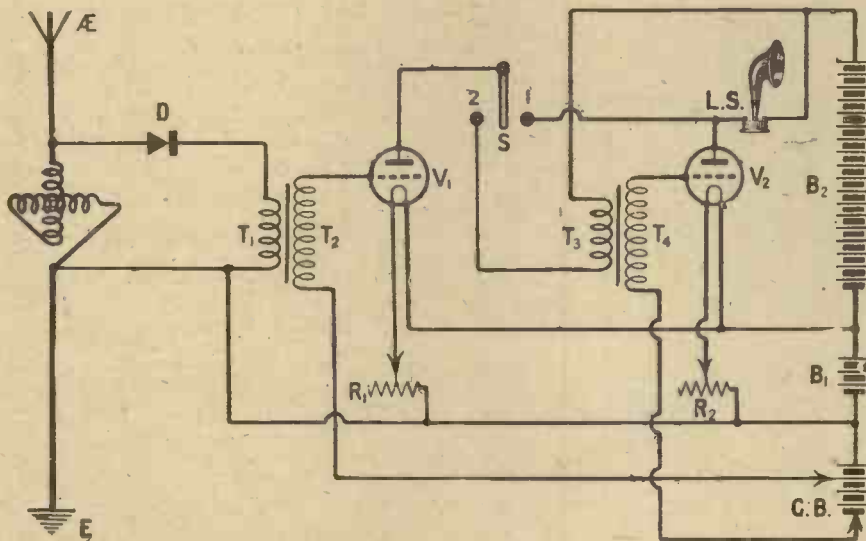 Æ
D
2
1
S
L.S.
V₁
V₂
B₂
T₁
T₂
T₃
T₄
B₁
R₁
R₂
G.B.
E